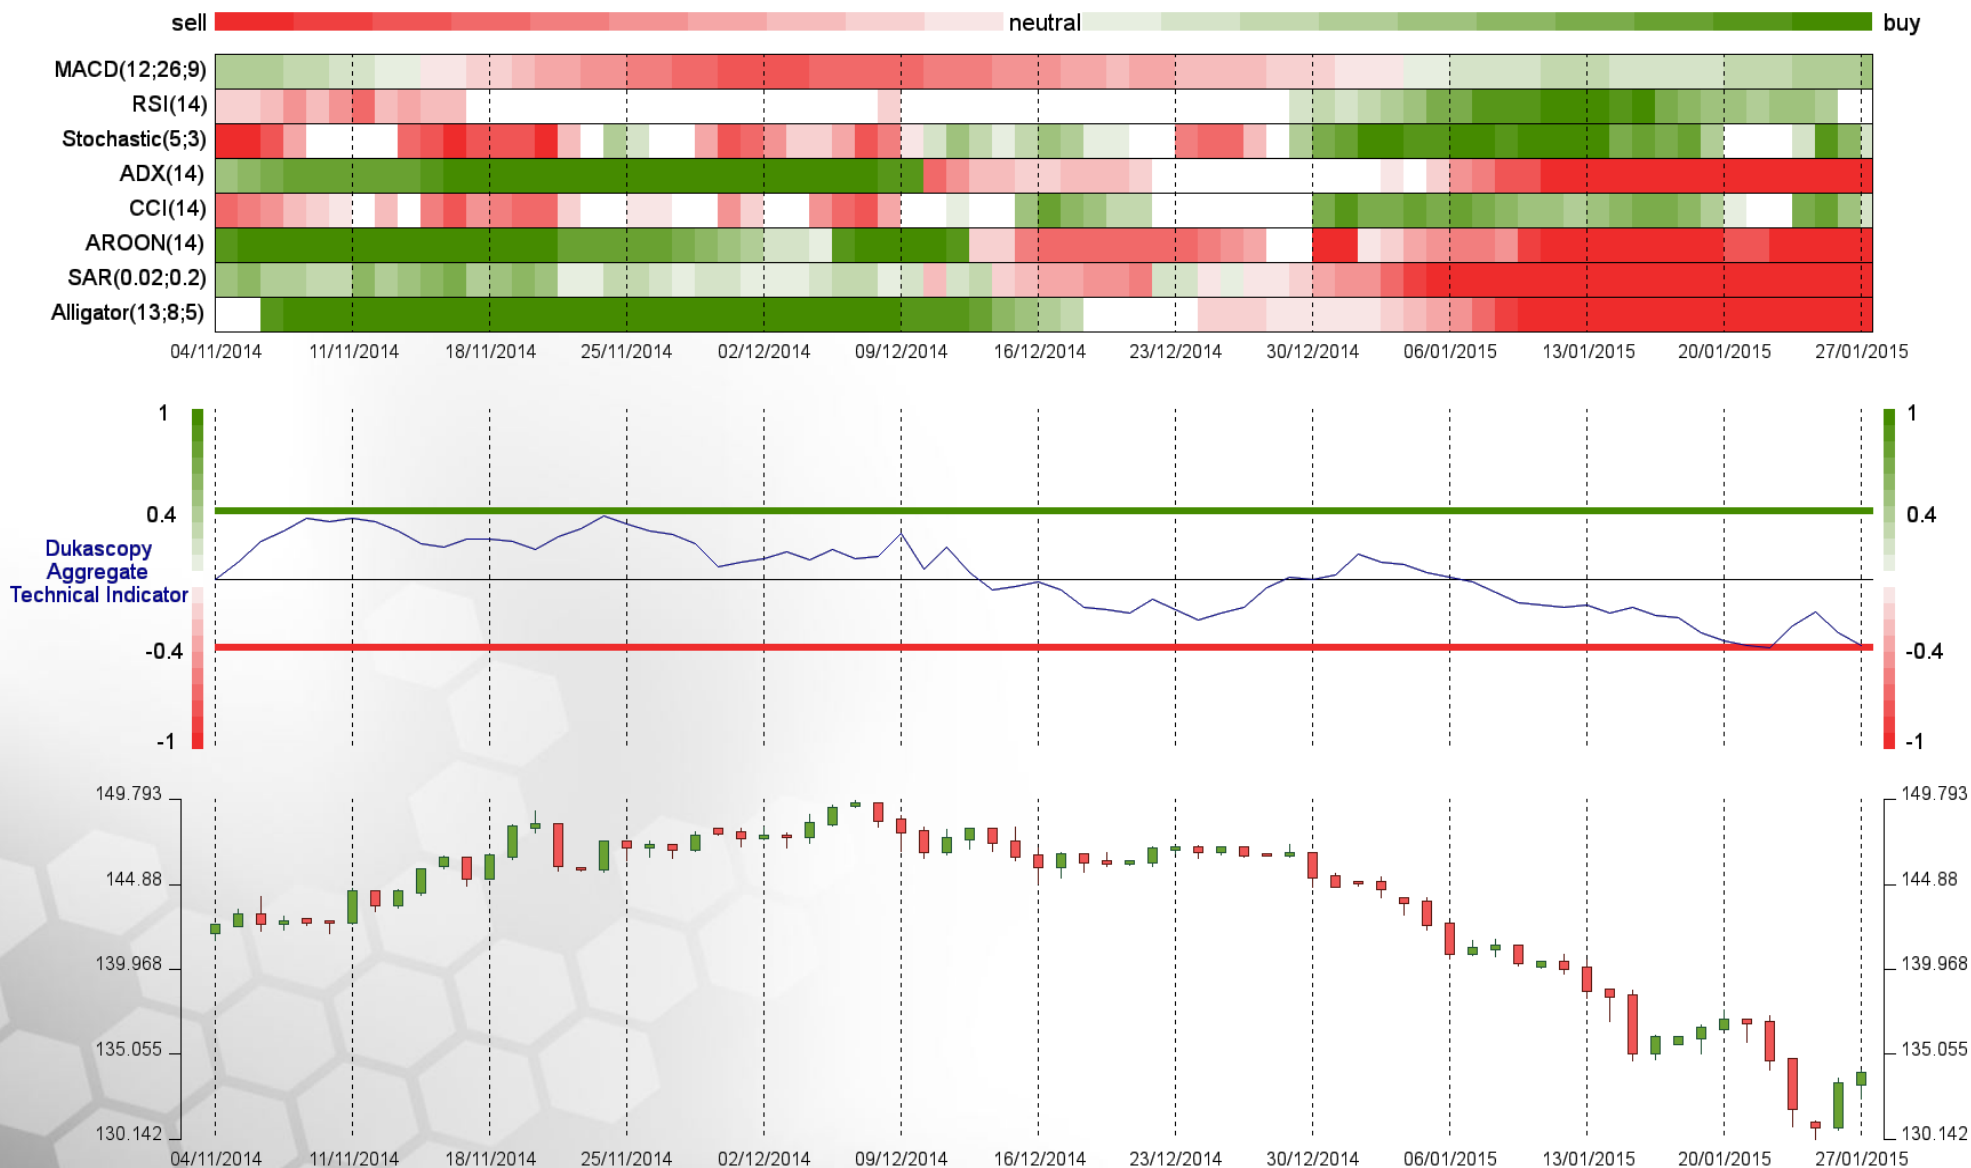 sell neutral buy
MACD(12;26;9)
RSI(14)
Stochastic(5;3)
ADX(14)
CCI(14)
AROON(14)
SAR(0.02;0.2)
Alligator(13;8;5)
04/11/2014 11/11/2014 18/11/2014 25/11/2014 02/12/2014 09/12/2014 16/12/2014 23/12/2014 30/12/2014 06/01/2015 13/01/2015 20/01/2015 27/01/2015
1 1
0.4 0.4
Dukascopy
Aggregate
Technical Indicator
-0.4 -0.4
-1 -1
149.793 149.793
144.88 144.88
139.968 139.968
135.055 135.055
130.142 130.142
04/11/2014 11/11/2014 18/11/2014 25/11/2014 02/12/2014 09/12/2014 16/12/2014 23/12/2014 30/12/2014 06/01/2015 13/01/2015 20/01/2015 27/01/2015